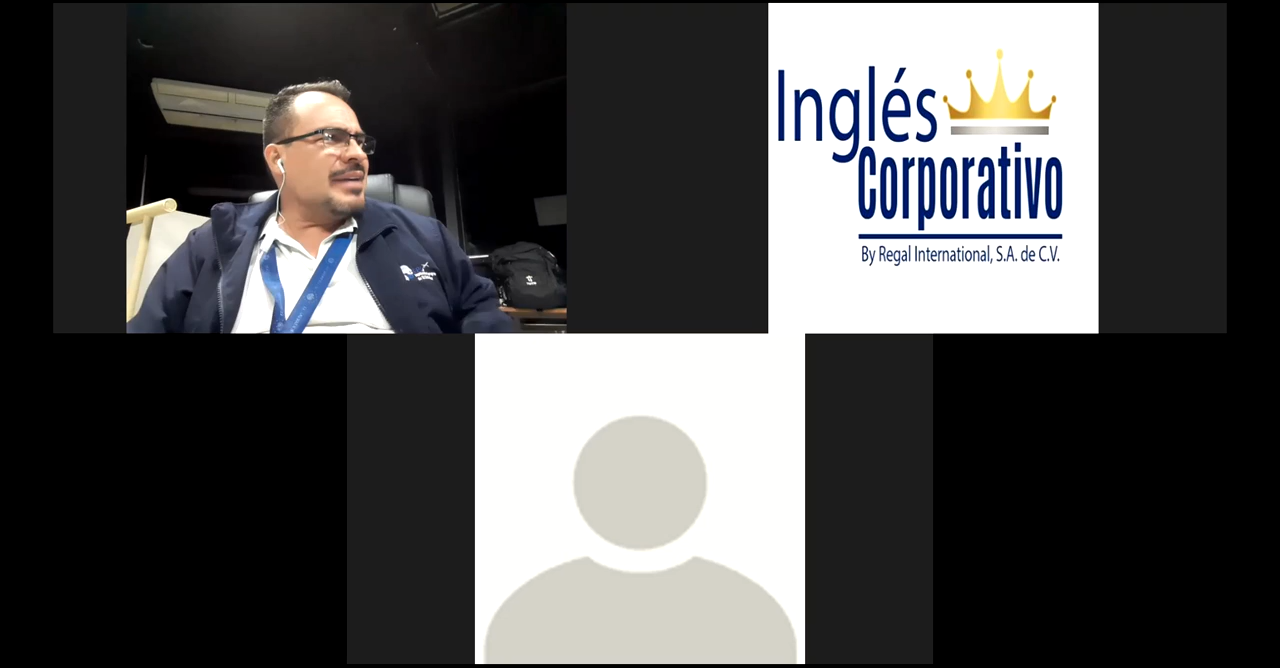 Inglés
Corporativo
By Regal International, S.A. de C.V.